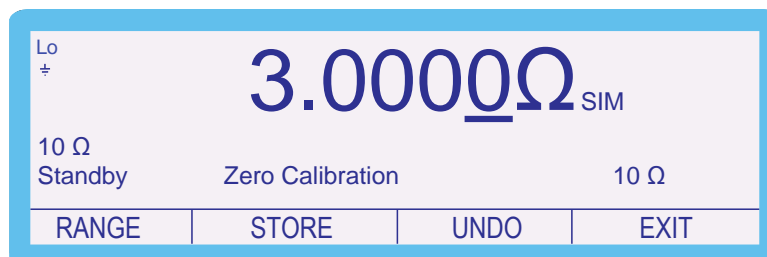 Lo
3.0000Ω SIM
10 Ω
Standby Zero Calibration 10 Ω
RANGE STORE UNDO EXIT